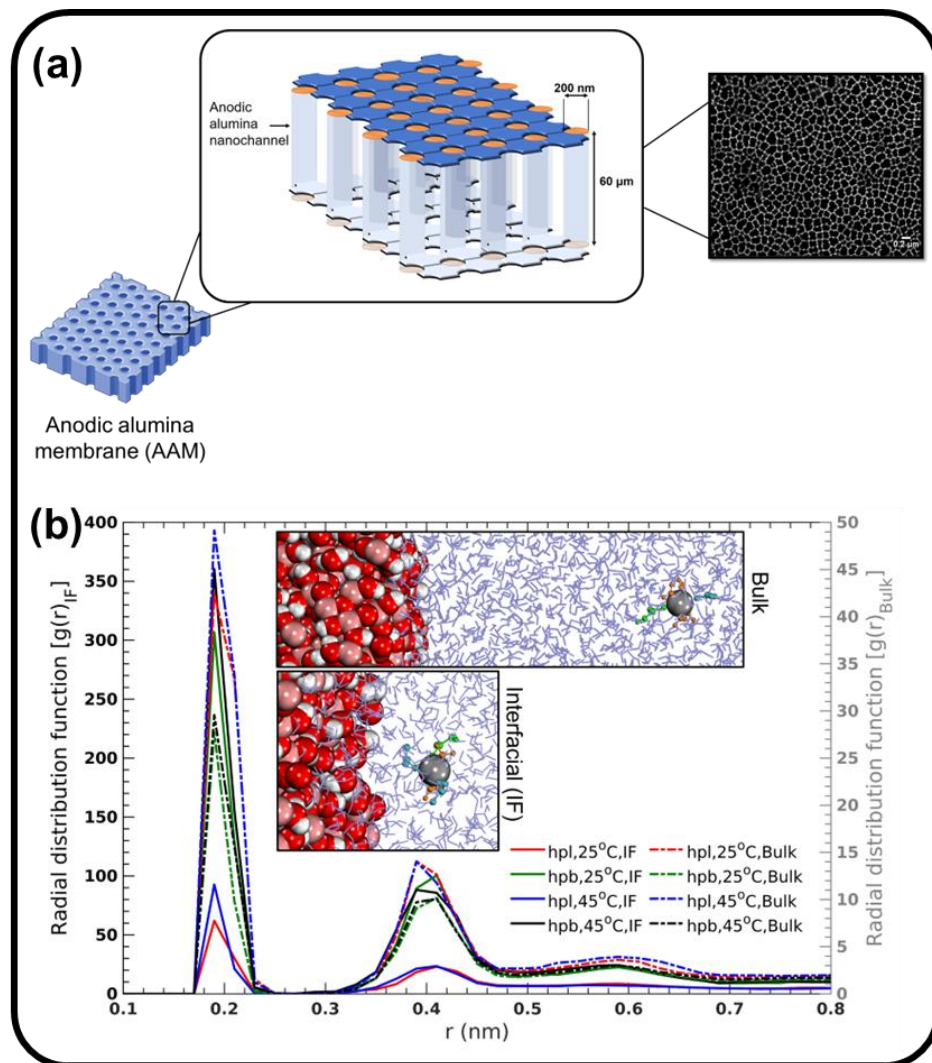 (a)
Anodic
alumina
nanochannel
200 nm
60 μm
0.2 μm
Anodic alumina
membrane (AAM)
(b)
Radial distribution function [g(r)]IF
400
350
300
250
200
150
100
50
0
Bulk
Interfacial (IF)
hpl,25°C,IF
hpb,25°C,IF
hpl,45°C,IF
hpb,45°C,IF
hpl,25°C,Bulk
hpb,25°C,Bulk
hpl,45°C,Bulk
hpb,45°C,Bulk
50
45
40
35
30
25
20
15
10
5
0
Radial distribution function [g(r)]Bulk
0.1 0.2 0.3 0.4 0.5 0.6 0.7 0.8
r (nm)